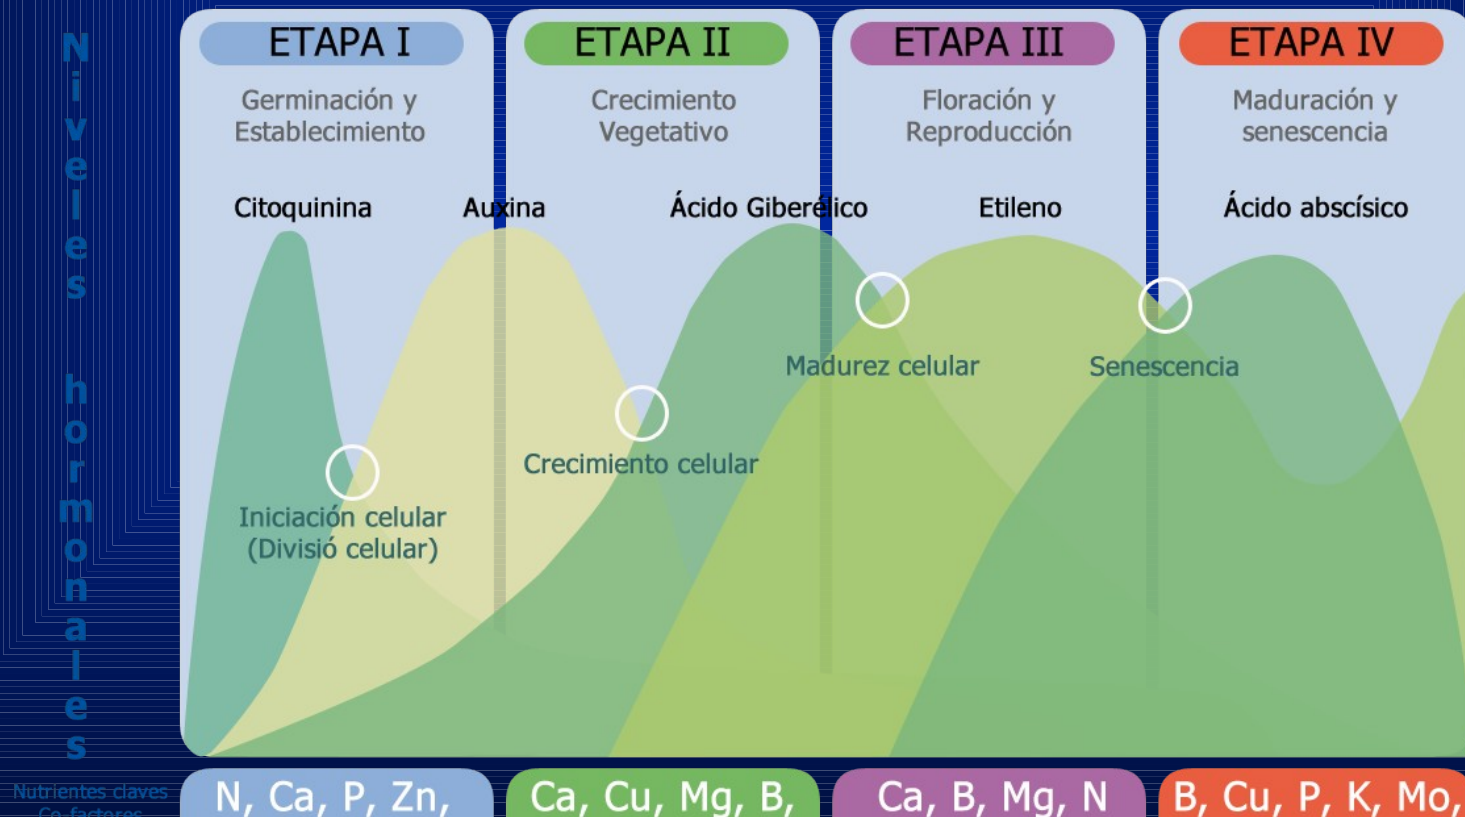 Niveles hormonales
ETAPA I
Germinación y
Establecimiento
ETAPA II
Crecimiento
Vegetativo
ETAPA III
Floración y
Reproducción
ETAPA IV
Maduración y
senescencia
Citoquinina
Auxina
Ácido Giberélico
Etileno
Ácido abscísico
Madurez celular
Senescencia
Crecimiento celular
Iniciación celular
(Divisió celular)
Nutrientes claves
Co-factores
N, Ca, P, Zn,
Ca, Cu, Mg, B,
Ca, B, Mg, N
B, Cu, P, K, Mo,